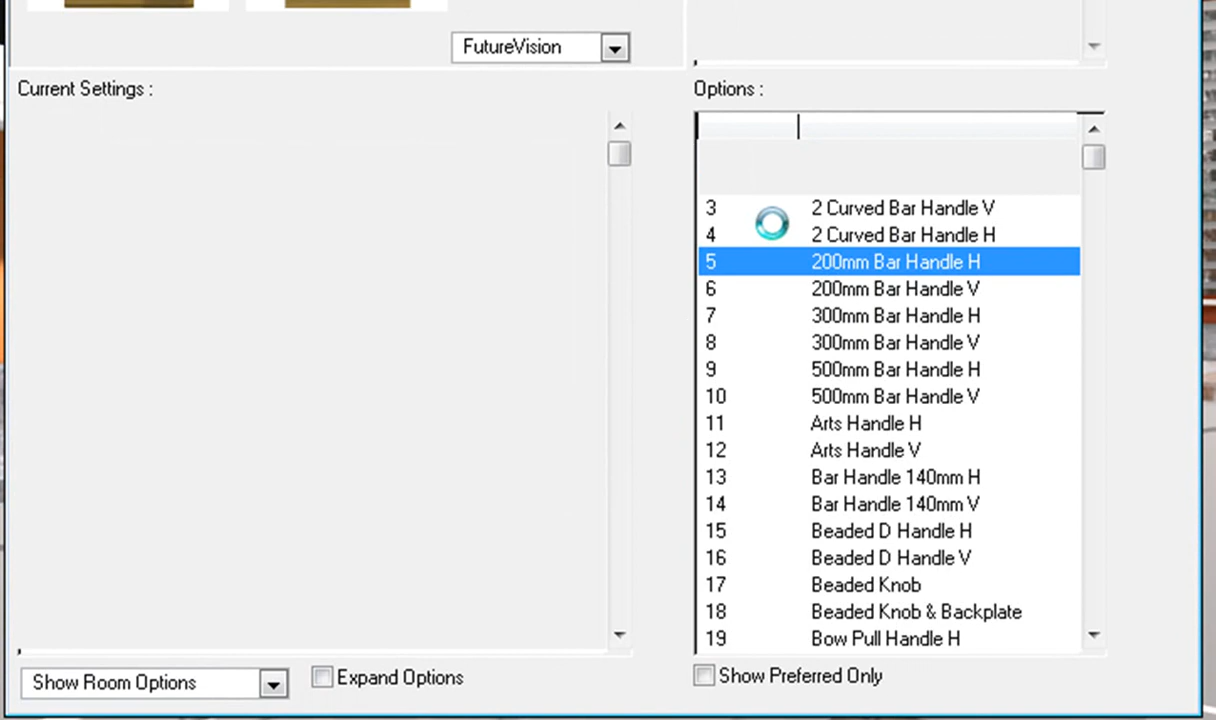 FutureVision
Current Settings :
Options :
3 2 Curved Bar Handle V
4 2 Curved Bar Handle H
5 200mm Bar Handle H
6 200mm Bar Handle V
7 300mm Bar Handle H
8 300mm Bar Handle V
9 500mm Bar Handle H
10 500mm Bar Handle V
11 Arts Handle H
12 Arts Handle V
13 Bar Handle 140mm H
14 Bar Handle 140mm V
15 Beaded D Handle H
16 Beaded D Handle V
17 Beaded Knob
18 Beaded Knob & Backplate
19 Bow Pull Handle H
Show Room Options
Expand Options
Show Preferred Only